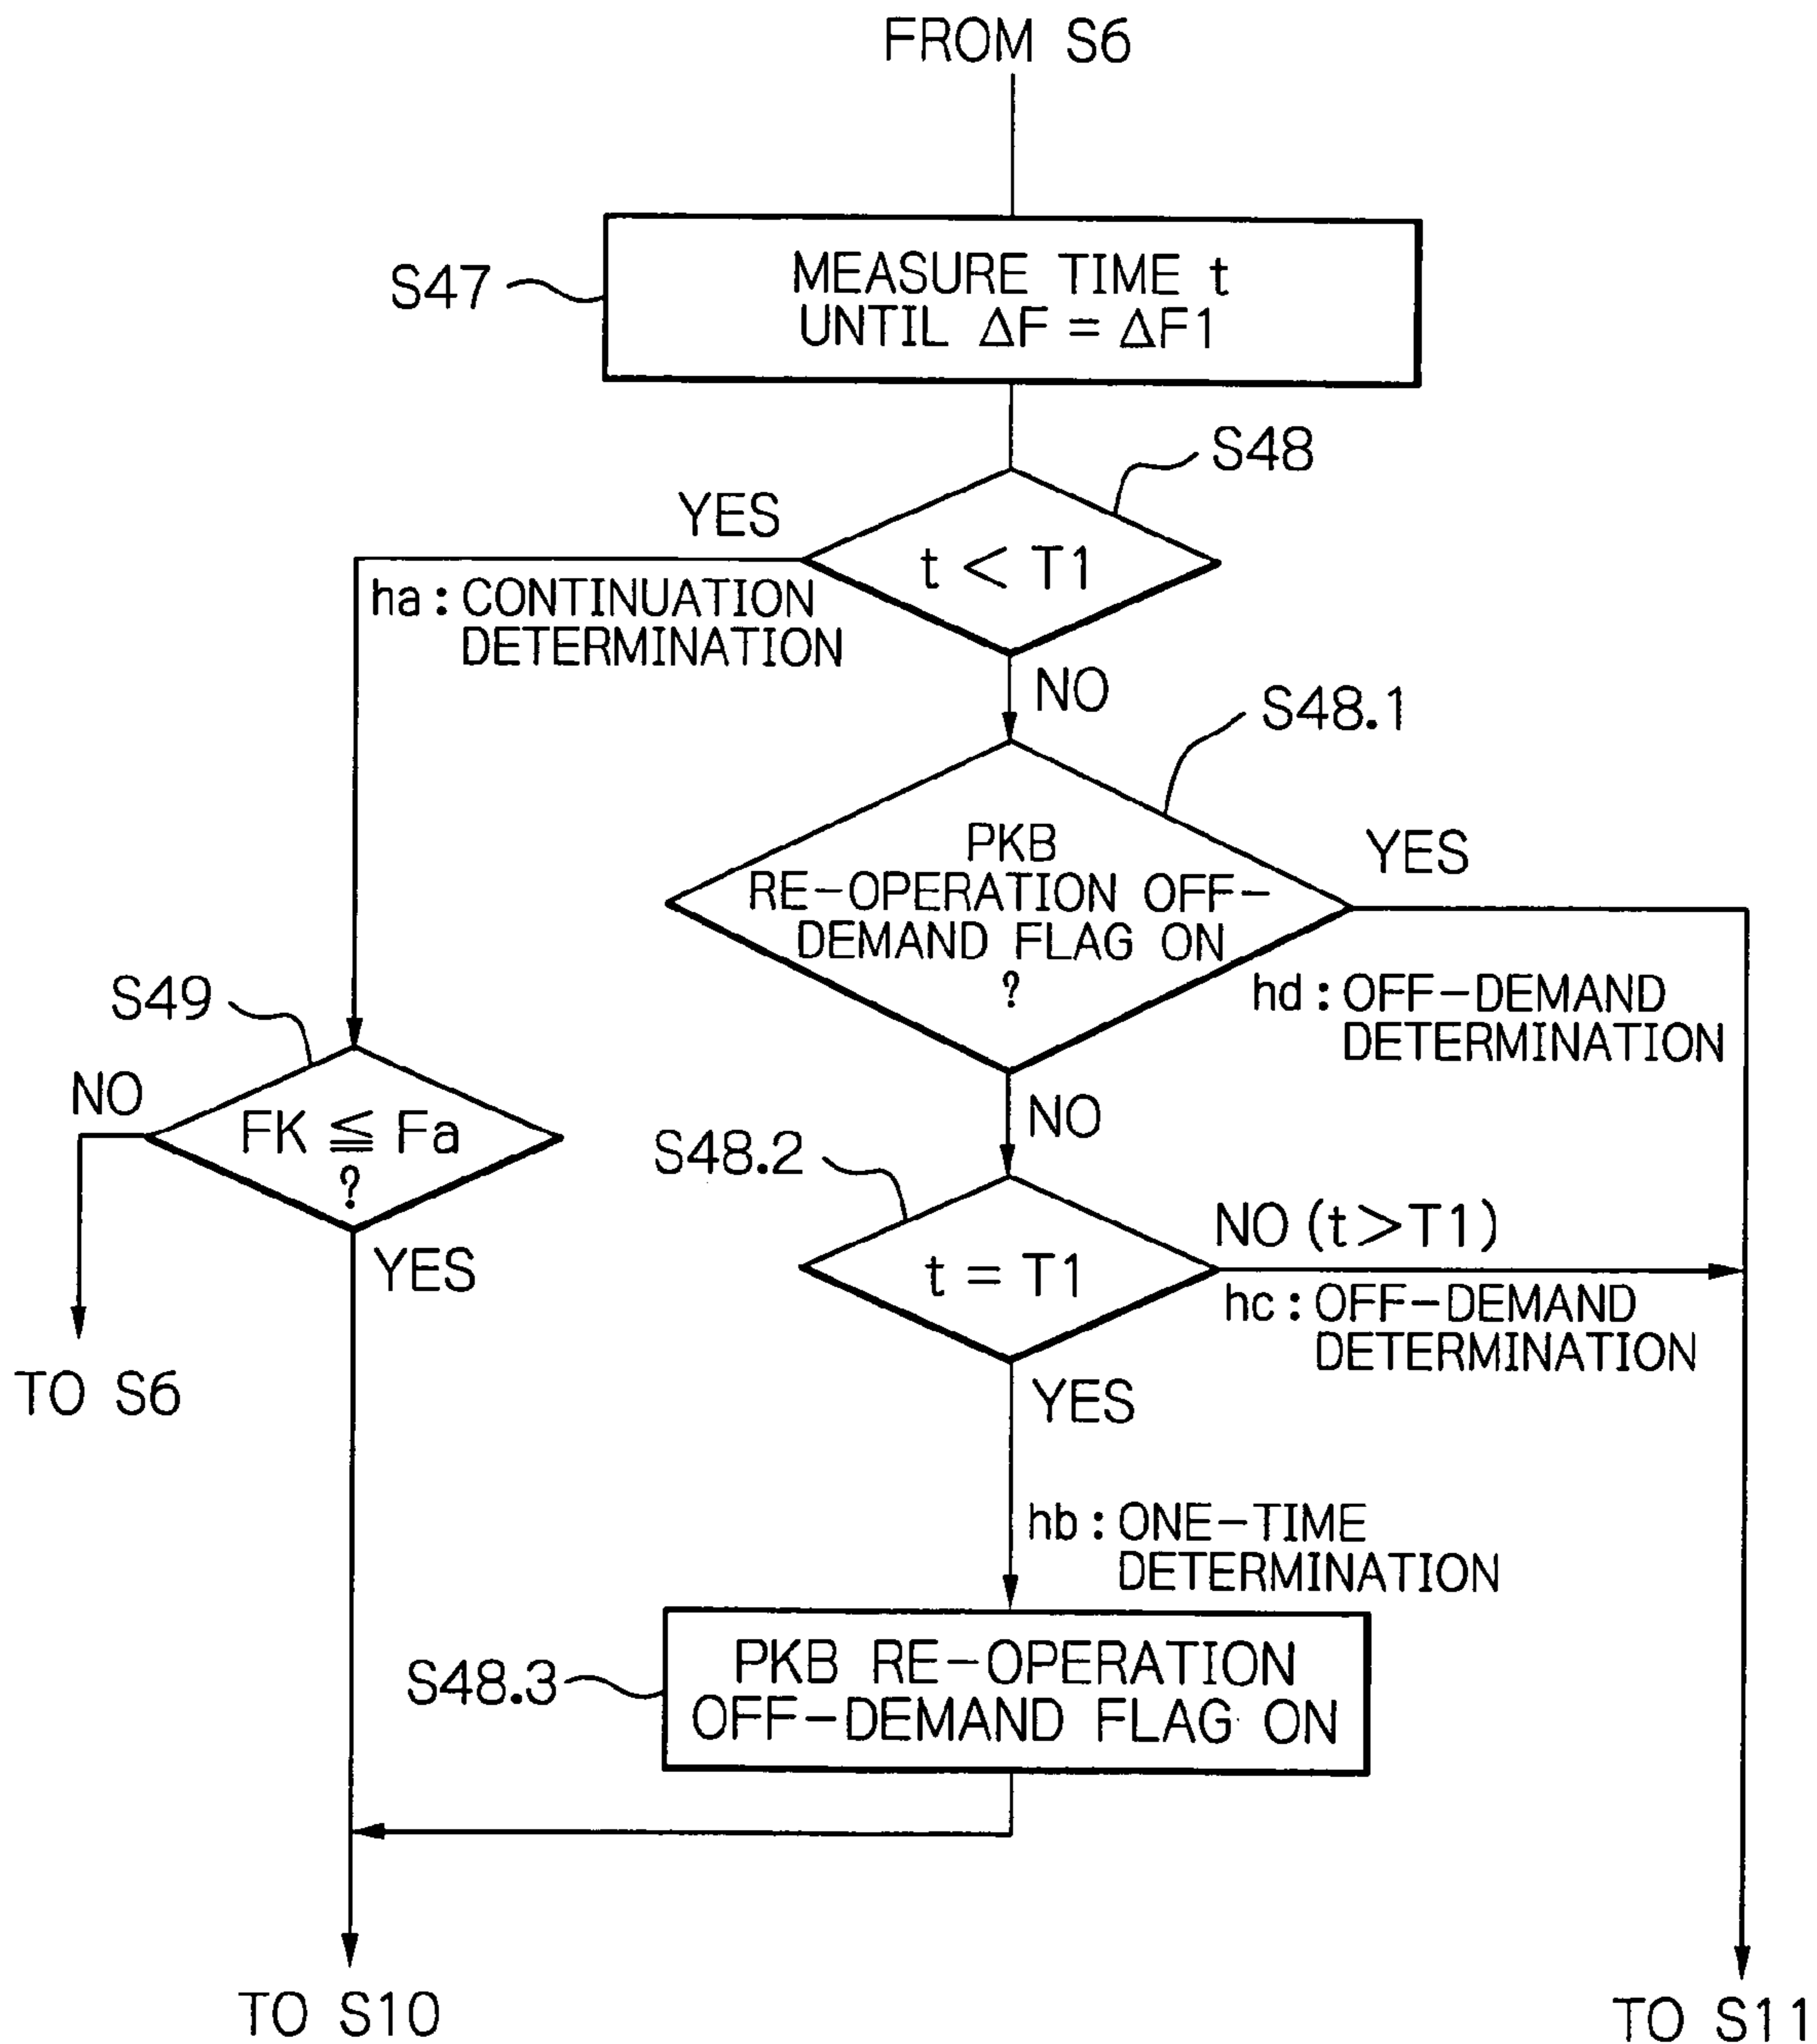 FROM S6
S47
MEASURE TIME t
UNTIL ΔF = ΔF1
S48
YES
t < T1
ha : CONTINUATION
DETERMINATION
NO
S48.1
PKB
RE-OPERATION OFF-
DEMAND FLAG ON
?
YES
hd : OFF-DEMAND
DETERMINATION
S49
NO
FK ≦ Fa
?
YES
TO S6
NO
S48.2
t = T1
NO (t>T1)
hc : OFF-DEMAND
DETERMINATION
YES
hb : ONE-TIME
DETERMINATION
S48.3
PKB RE-OPERATION
OFF-DEMAND FLAG ON
TO S10
TO S11